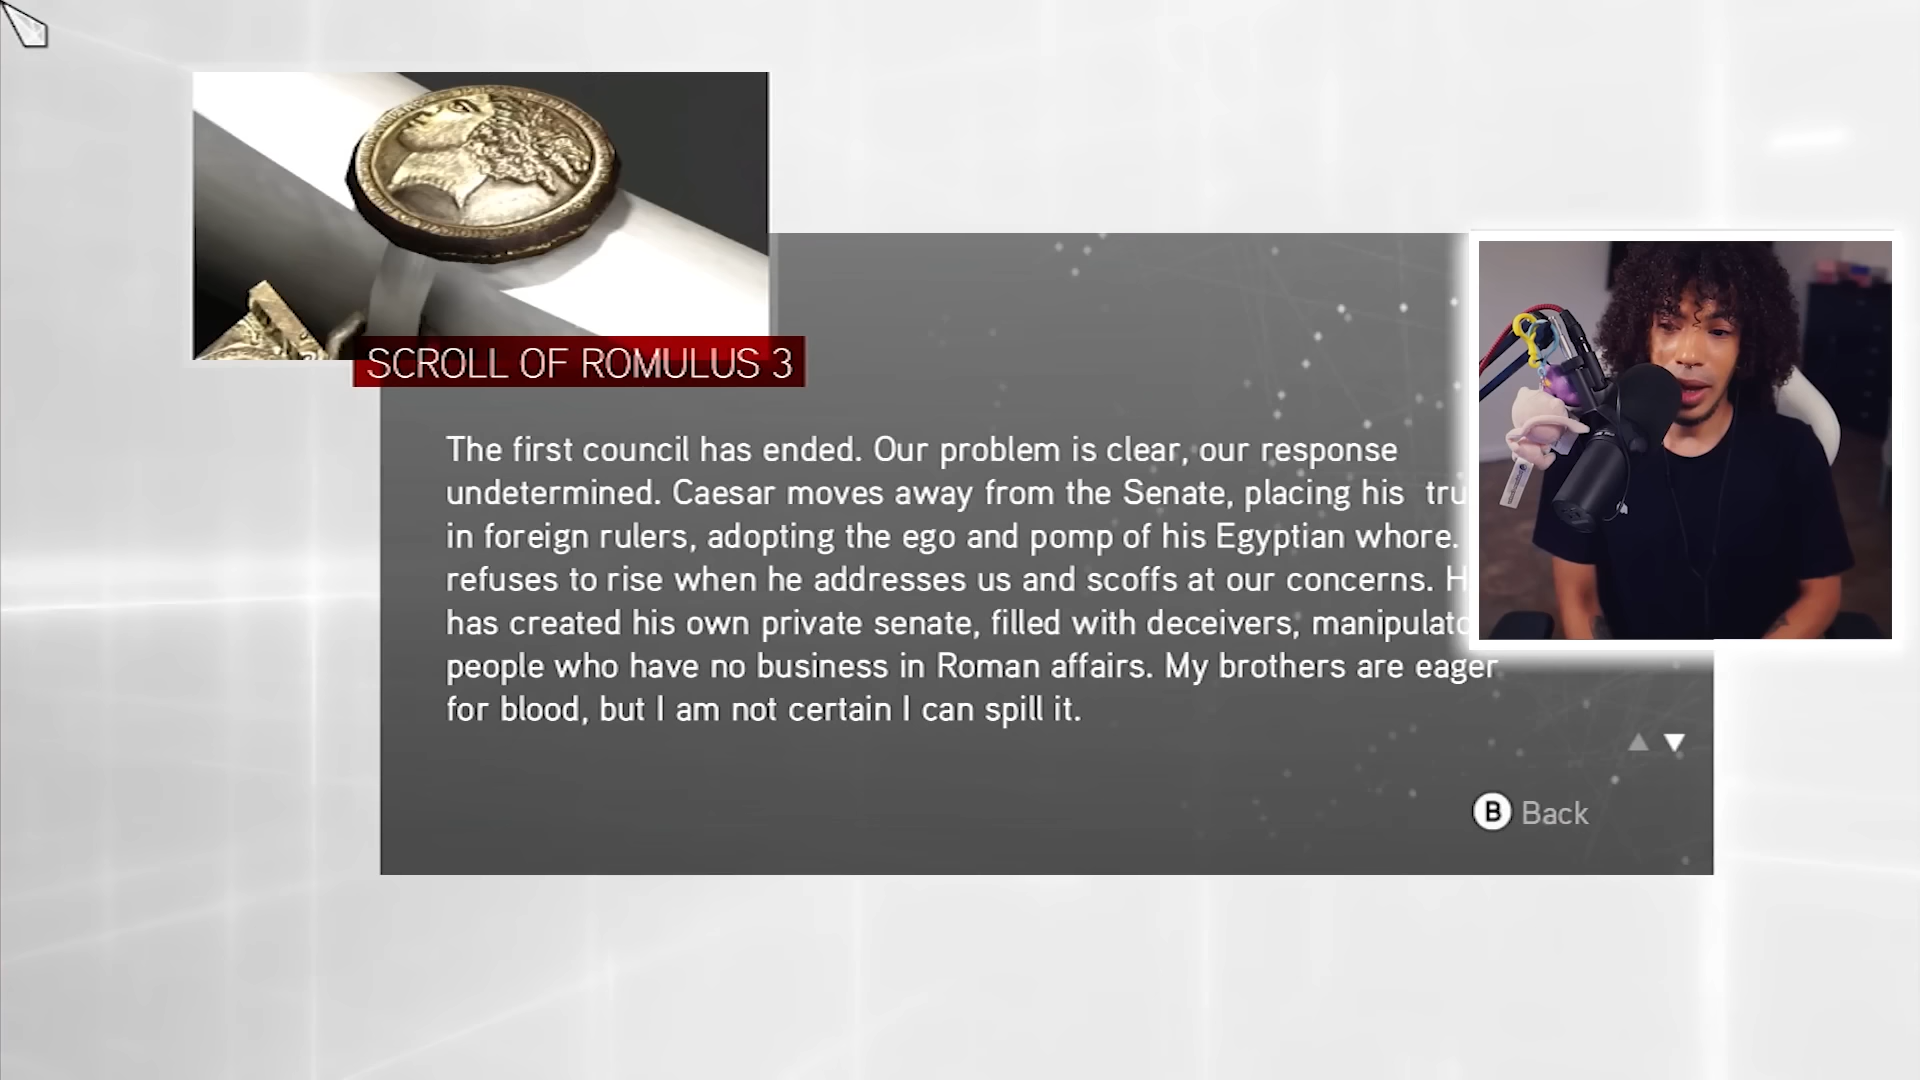 SCROLL OF ROMULUS 3
The first council has ended. Our problem is clear, our response
undetermined. Caesar moves away from the Senate, placing his
in foreign rulers, adopting the ego and pomp of his Egyptian whore.
refuses to rise when he addresses us and scoffs at our concerns.
has created his own private senate, filled with deceivers,
people who have no business in Roman affairs. My brothers are eager
for blood, but I am not certain I can spill it.
B Back